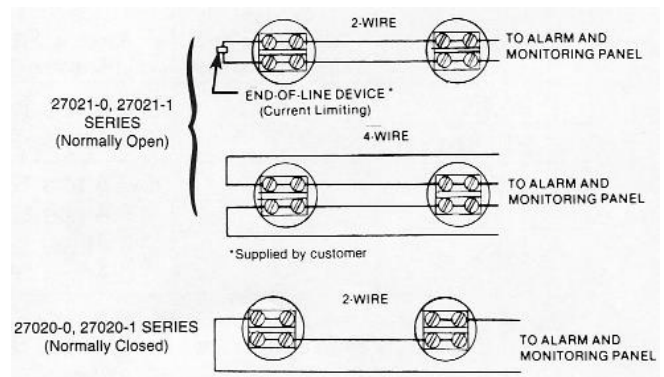 2-WIRE
TO ALARM AND
MONITORING PANEL
END-OF-LINE DEVICE*
(Current Limiting)
27021-0, 27021-1
SERIES
(Normally Open)
4-WIRE
TO ALARM AND
MONITORING PANEL
*Supplied by customer
2-WIRE
27020-0, 27020-1 SERIES
(Normally Closed)
TO ALARM AND
MONITORING PANEL